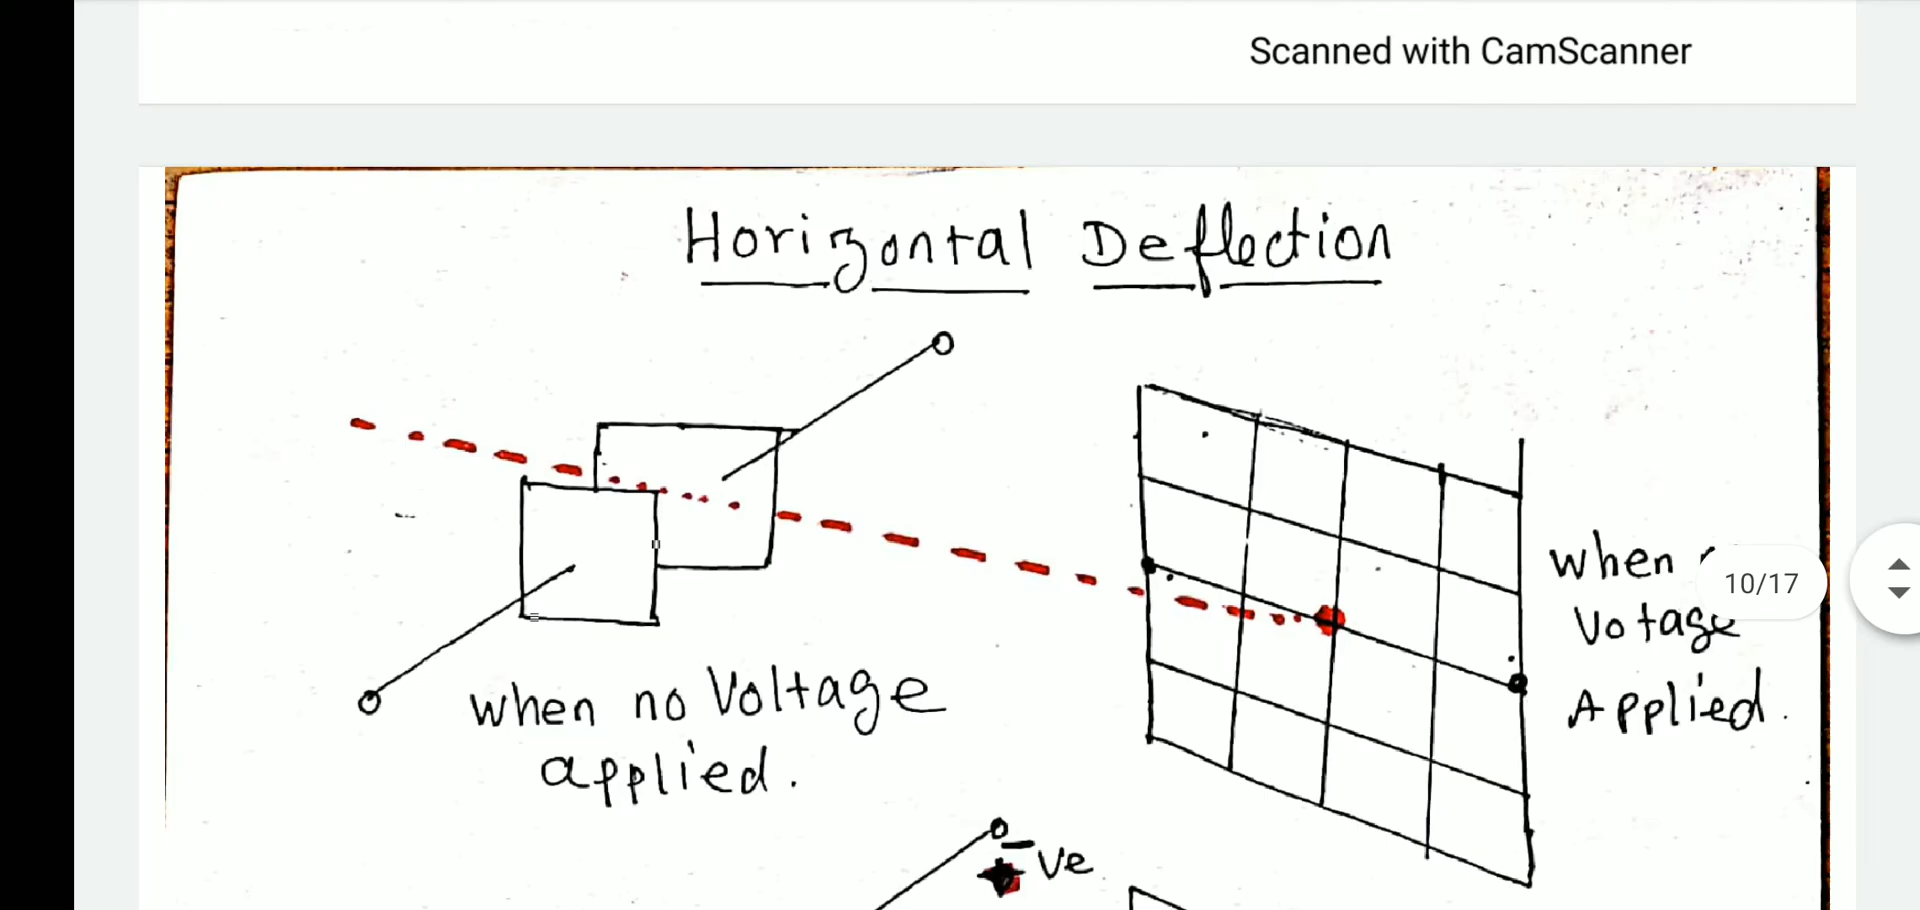 Scanned with CamScanner
Horizontal Deflection
when no Voltage
applied.
when
Votage
Applied.
10/17
-ve